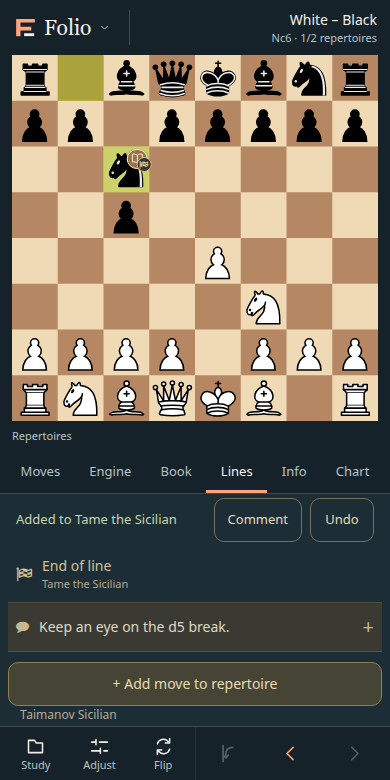 Folio
White – Black
Nc6 · 1/2 repertoires
Repertoires
Moves Engine Book Lines Info Chart
Added to Tame the Sicilian Comment Undo
End of line
Tame the Sicilian
Keep an eye on the d5 break. +
+ Add move to repertoire
Taimanov Sicilian
Study Adjust Flip